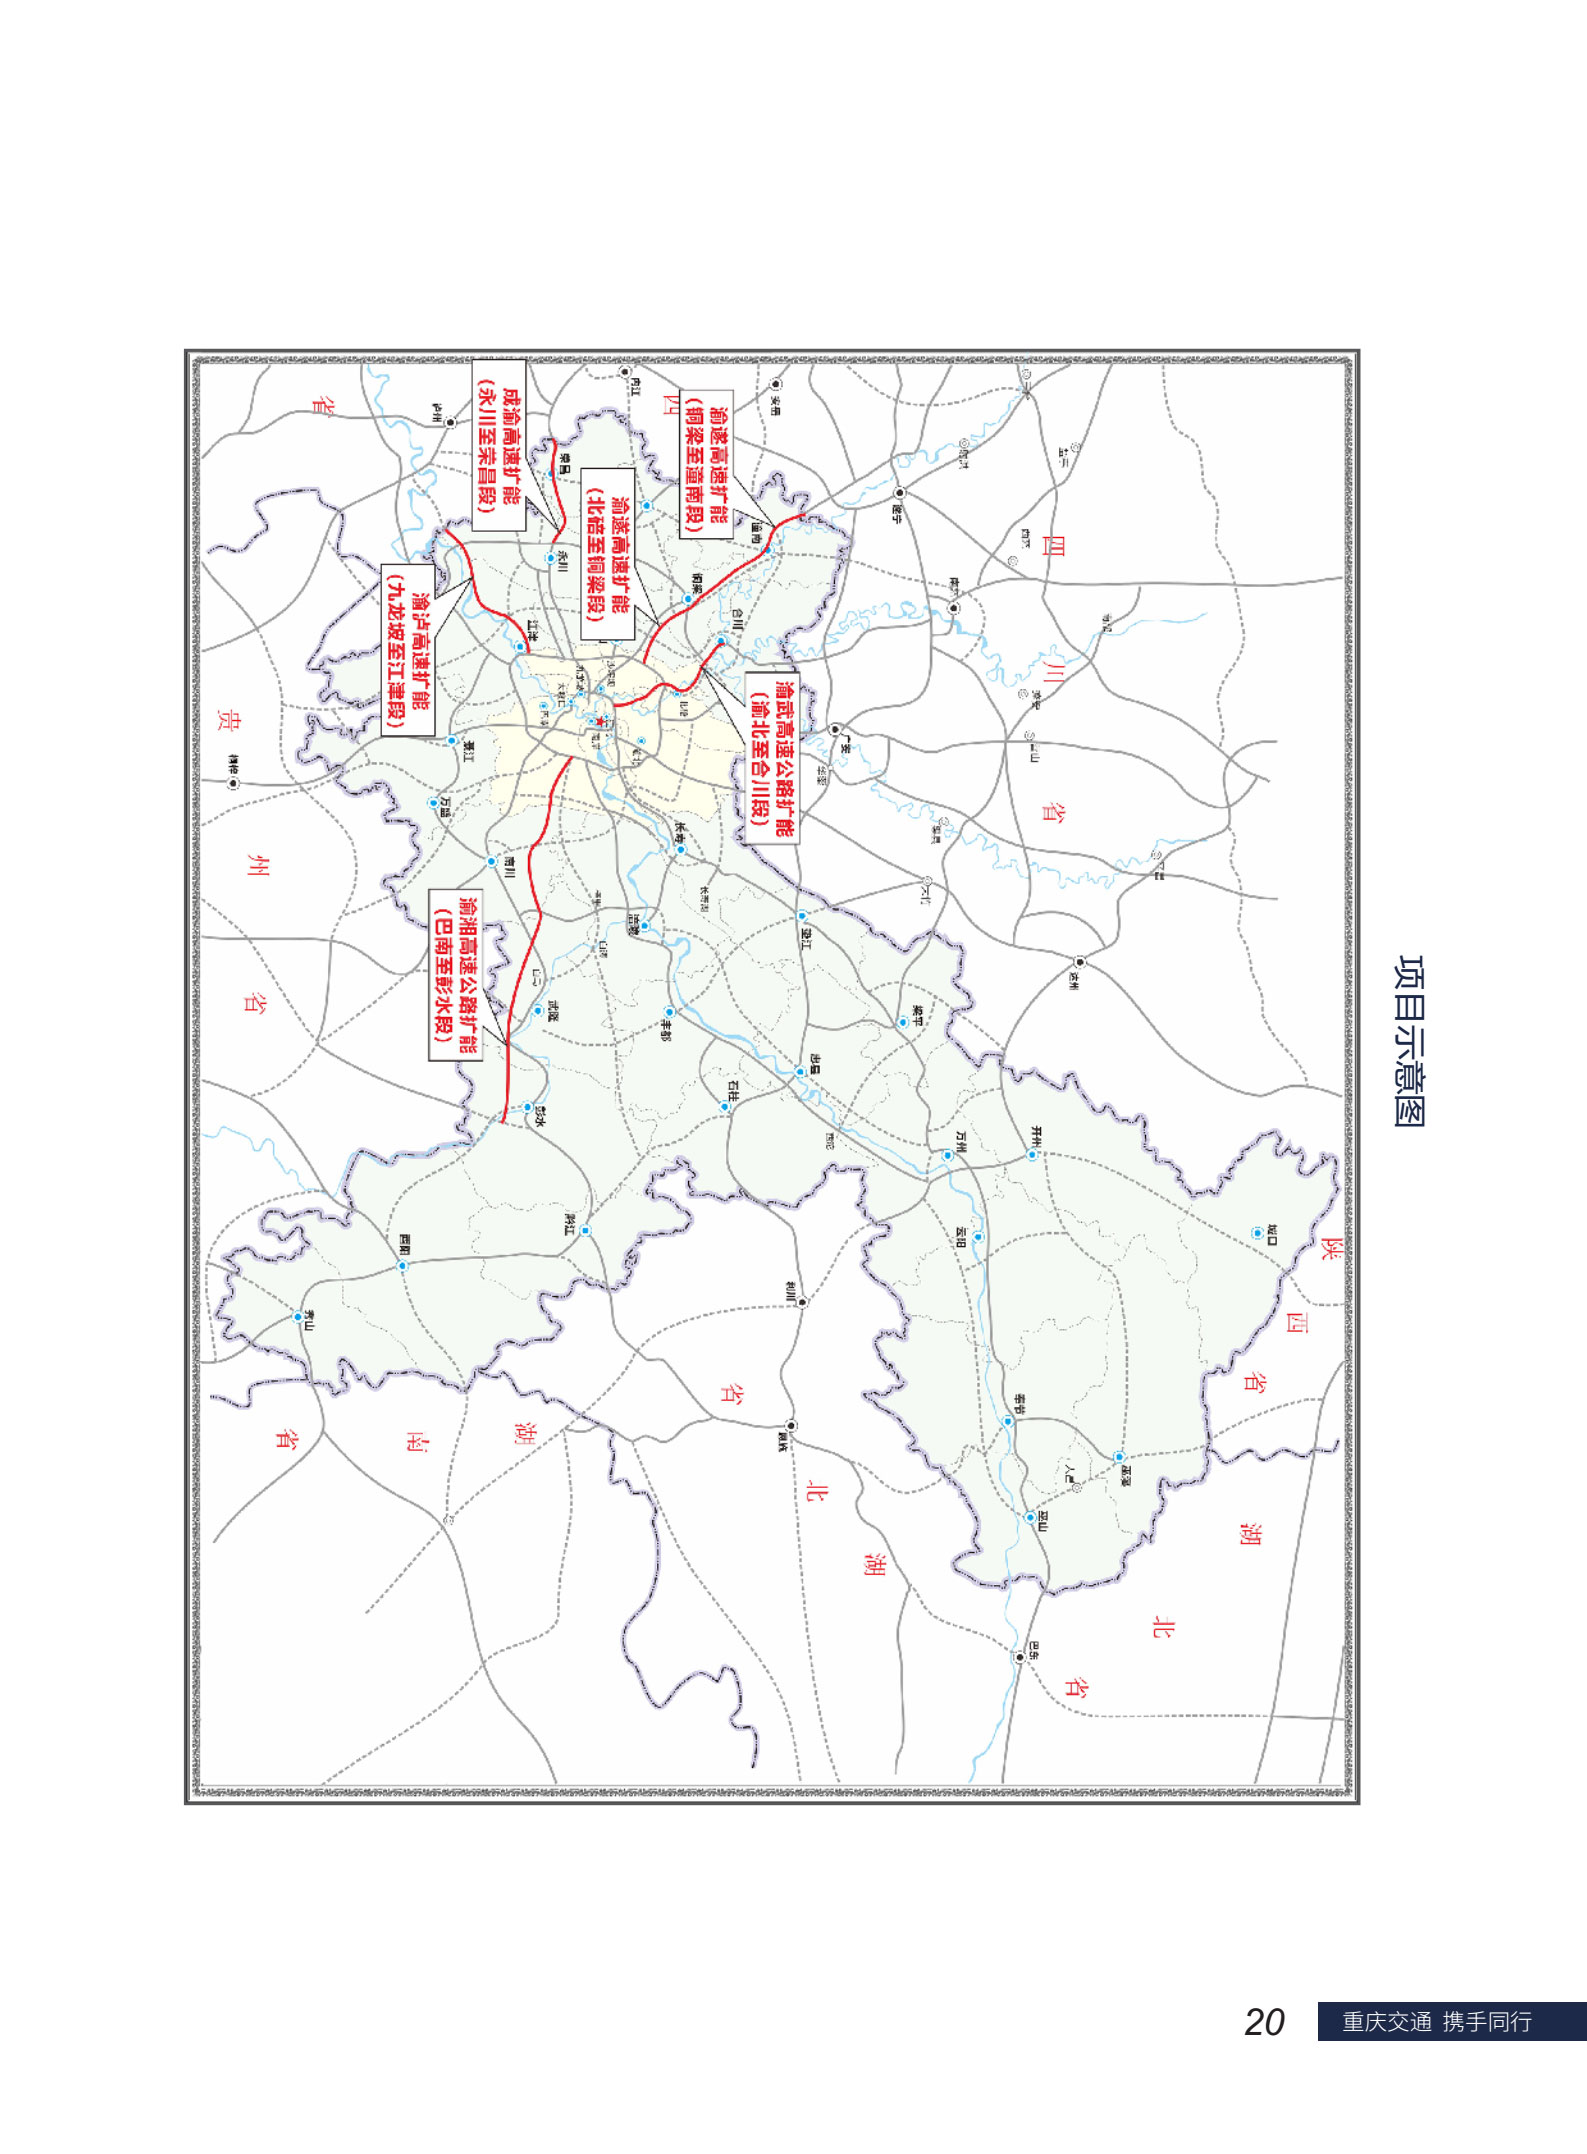 项目示意图
渝遂高速扩能
(铜梁至潼南段)
成渝高速扩能
(永川至荣昌段)
渝遂高速扩能
(北碚至铜梁段)
渝泸高速扩能
(九龙坡至江津段)
渝武高速公路扩能
(渝北至合川段)
渝湘高速公路扩能
(巴南至彭水段)
四
川
省
四
省
贵
州
省
陕
西
省
湖
北
省
湖
北
省
湖
南
省
内江
安岳
泸州
遂宁
荣昌
永川
潼南
铜梁
合川
江津
綦江
万盛
南川
长寿
涪陵
广安
垫江
达州
梁平
丰都
武隆
忠县
石柱
彭水
万州
开州
云阳
城口
黔江
酉阳
秀山
利川
恩施
奉节
巫溪
巫山
巴东
20
重庆交通 携手同行